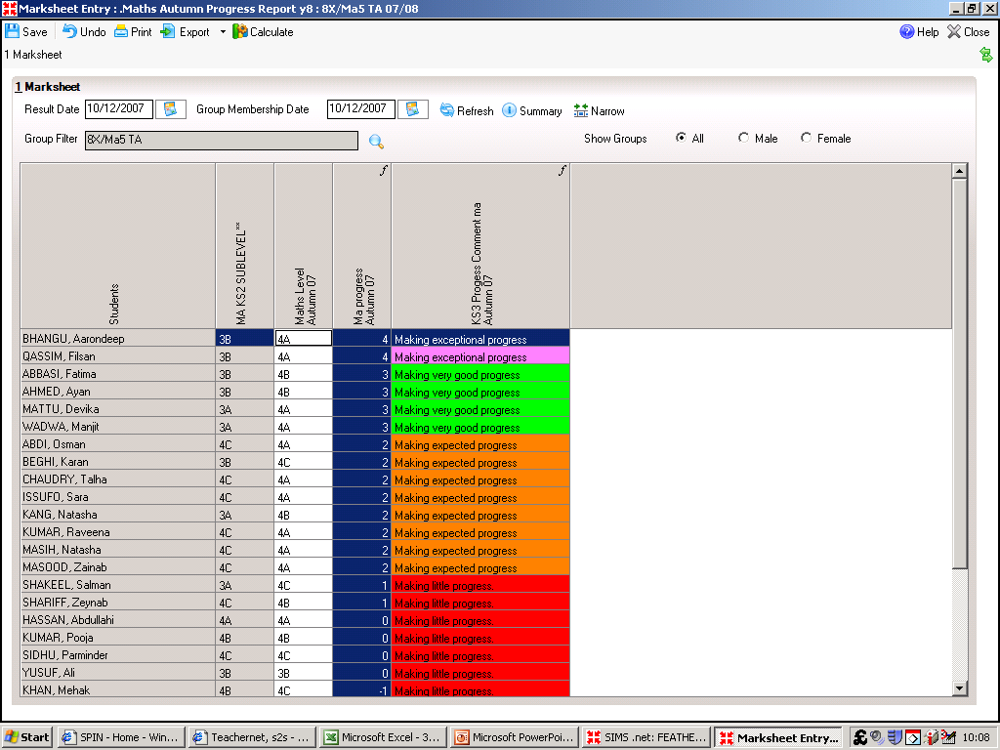 Marksheet Entry : .Maths Autumn Progress Report y8 : 8X/Ma5 TA 07/08
Save Undo Print Export Calculate Help Close
1 Marksheet
1 Marksheet
Result Date 10/12/2007 Group Membership Date 10/12/2007 Refresh Summary Narrow
Group Filter 8X/Ma5 TA Show Groups All Male Female
f f
Students
MA KS2 SUBLEVEL**
Maths Level
Autumn 07
Ma progress
Autumn 07
KS3 Progess Comment ma
Autumn 07
BHANGU, Aarondeep 3B 4A 4 Making exceptional progress
QASSIM, Filsan 3B 4A 4 Making exceptional progress
ABBASI, Fatima 3B 4B 3 Making very good progress
AHMED, Ayan 3B 4B 3 Making very good progress
MATTU, Devika 3A 4A 3 Making very good progress
WADWA, Manjit 3A 4A 3 Making very good progress
ABDI, Osman 4C 4A 2 Making expected progress
BEGHI, Karan 3B 4C 2 Making expected progress
CHAUDRY, Talha 4C 4A 2 Making expected progress
ISSUFO, Sara 4C 4A 2 Making expected progress
KANG, Natasha 3A 4B 2 Making expected progress
KUMAR, Raveena 4C 4A 2 Making expected progress
MASIH, Natasha 4C 4A 2 Making expected progress
MASOOD, Zainab 4C 4A 2 Making expected progress
SHAKEEL, Salman 3A 4C 1 Making little progress.
SHARIFF, Zeynab 4C 4B 1 Making little progress.
HASSAN, Abdullahi 4A 4A 0 Making little progress.
KUMAR, Pooja 4B 4B 0 Making little progress.
SIDHU, Parminder 4C 4C 0 Making little progress.
YUSUF, Ali 3B 3B 0 Making little progress.
KHAN, Mehak 4B 4C -1 Making little progress.
Start SPIN - Home - Win... Teachernet, s2s - ... Microsoft Excel - 3... Microsoft PowerPoi... SIMS .net: FEATHE... Marksheet Entry... 10:08